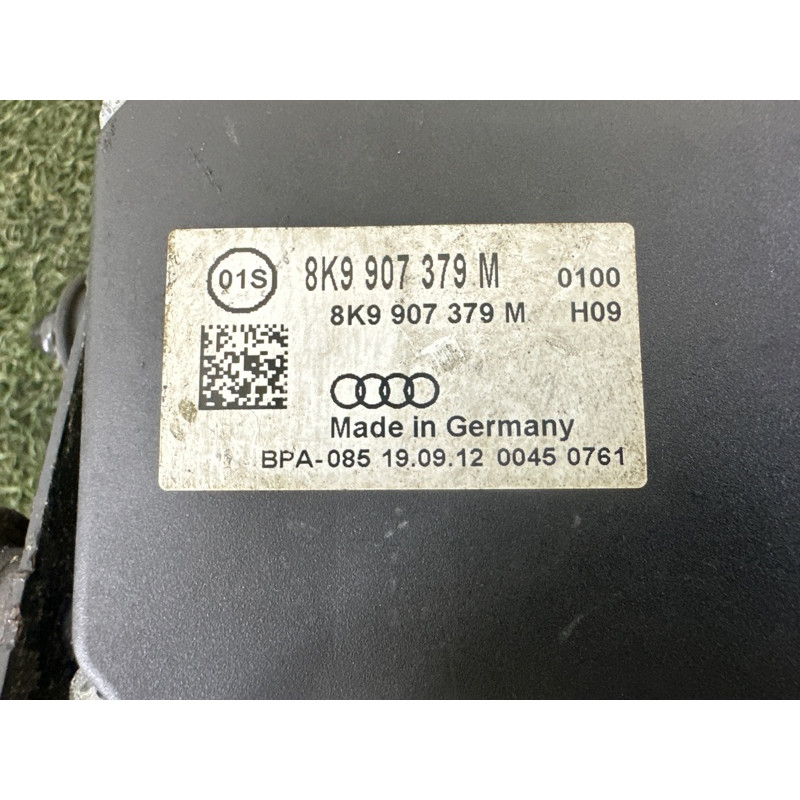 01S 8K9 907 379 M 0100
8K9 907 379 M H09
Made in Germany
BPA-085 19.09.12 0045 0761